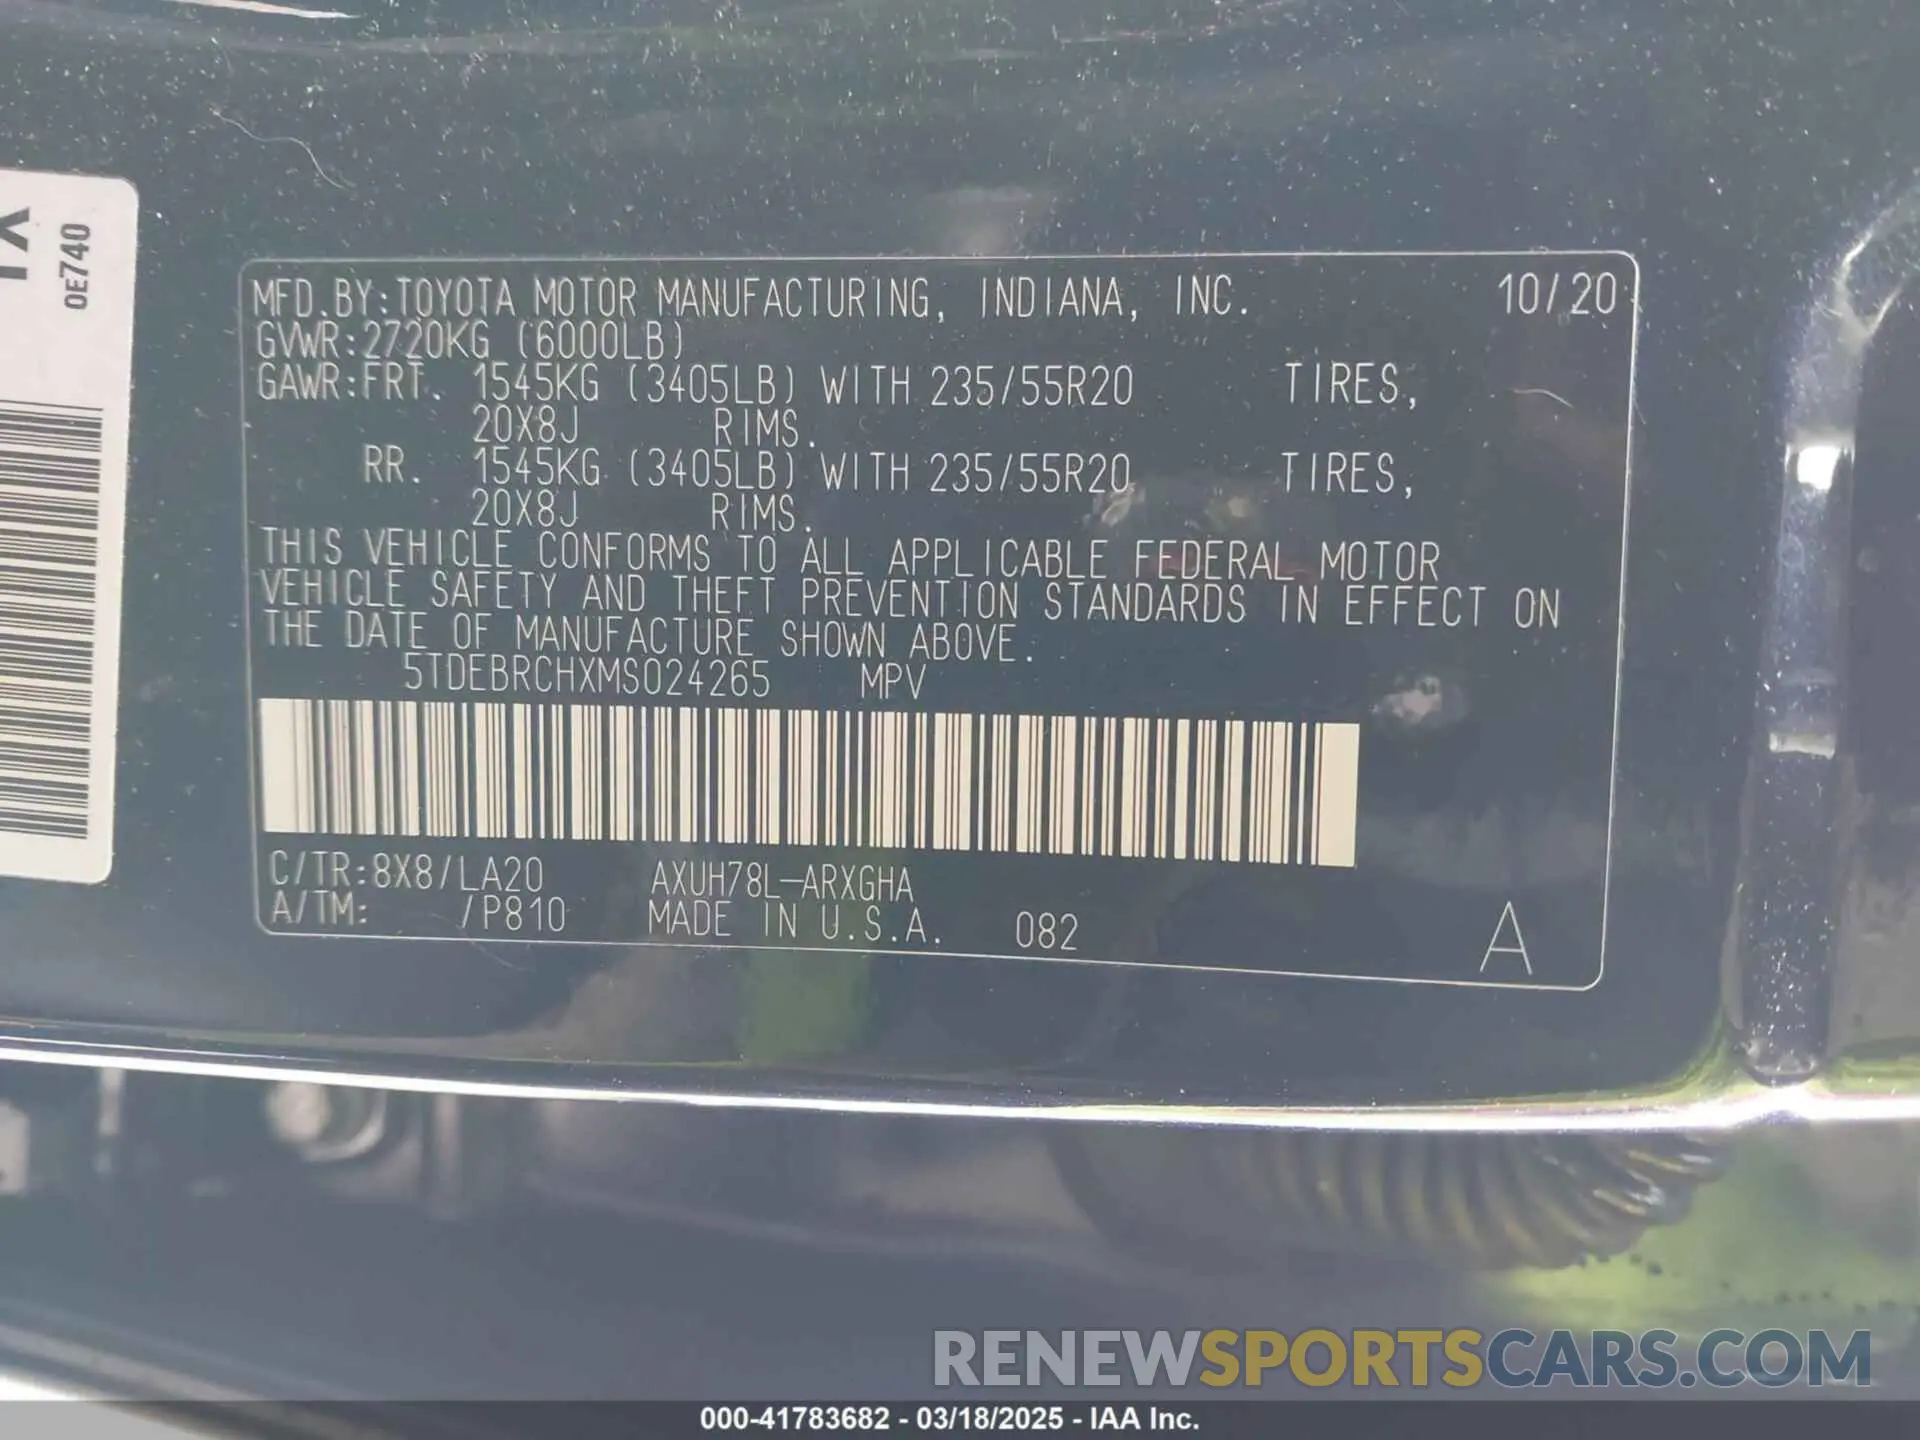 XL
0E740
MFD.BY:TOYOTA MOTOR MANUFACTURING, INDIANA, INC. 10/20
GVWR:2720KG (6000LB)
GAWR:FRT. 1545KG (3405LB) WITH 235/55R20 TIRES,
20X8J RIMS.
RR. 1545KG (3405LB) WITH 235/55R20 TIRES,
20X8J RIMS.
THIS VEHICLE CONFORMS TO ALL APPLICABLE FEDERAL MOTOR
VEHICLE SAFETY AND THEFT PREVENTION STANDARDS IN EFFECT ON
THE DATE OF MANUFACTURE SHOWN ABOVE.
5TDEBRCHXMS024265 MPV
C/TR:8X8/LA20 AXUH78L-ARXGHA
A/TM: /P810 MADE IN U.S.A. 082 A
RENEWSPORTSCARS.COM
000-41783682 - 03/18/2025 - IAA Inc.